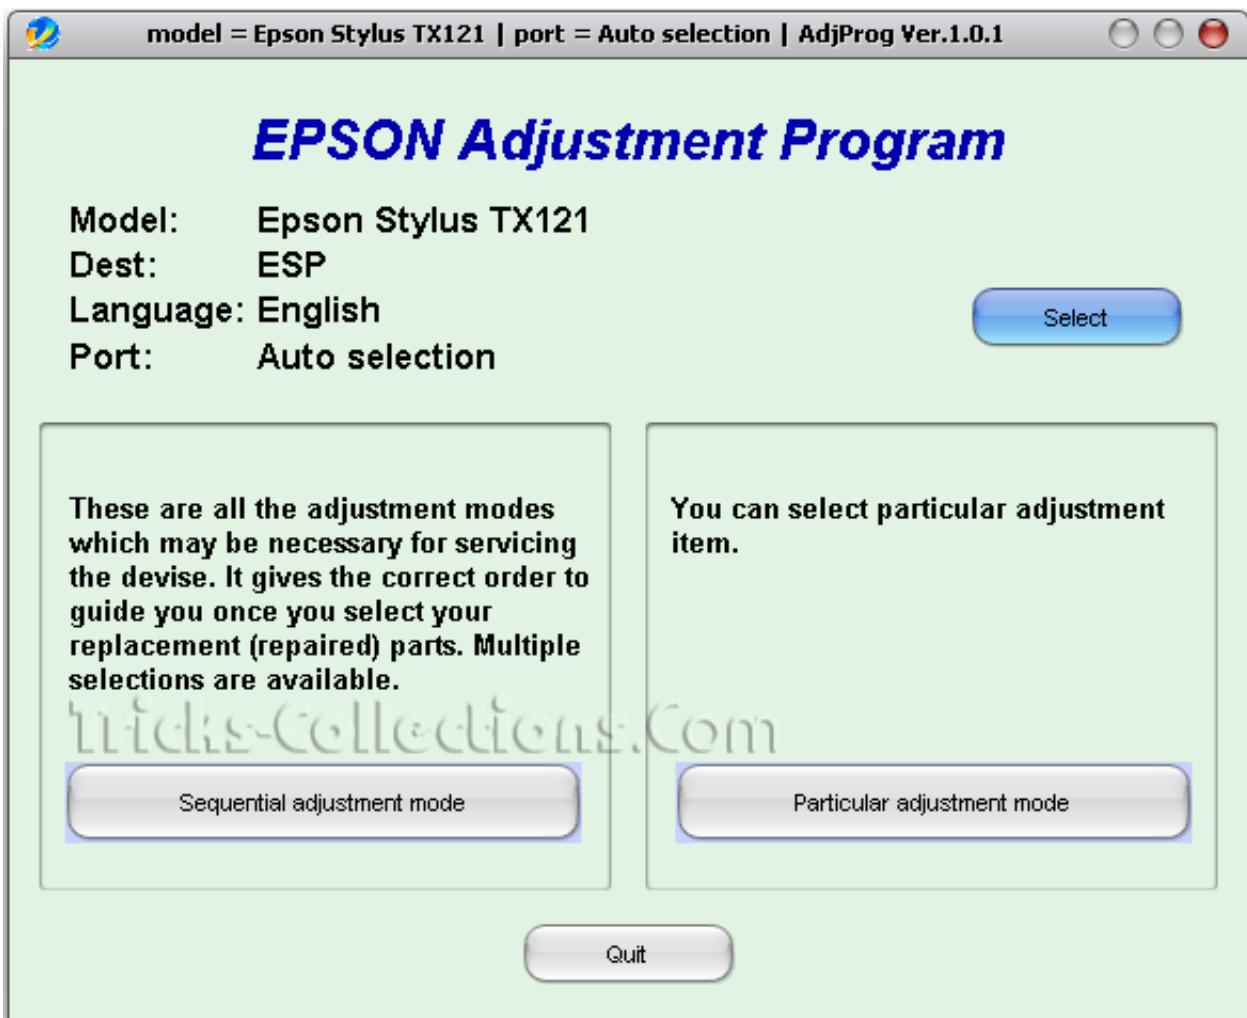 model = Epson Stylus TX121 | port = Auto selection | AdjProg Ver.1.0.1
EPSON Adjustment Program
Model: Epson Stylus TX121
Dest: ESP
Language: English
Port: Auto selection
Select
These are all the adjustment modes
which may be necessary for servicing
the devise. It gives the correct order to
guide you once you select your
replacement (repaired) parts. Multiple
selections are available.
You can select particular adjustment
item.
Tricks-Collections.Com
Sequential adjustment mode
Particular adjustment mode
Quit